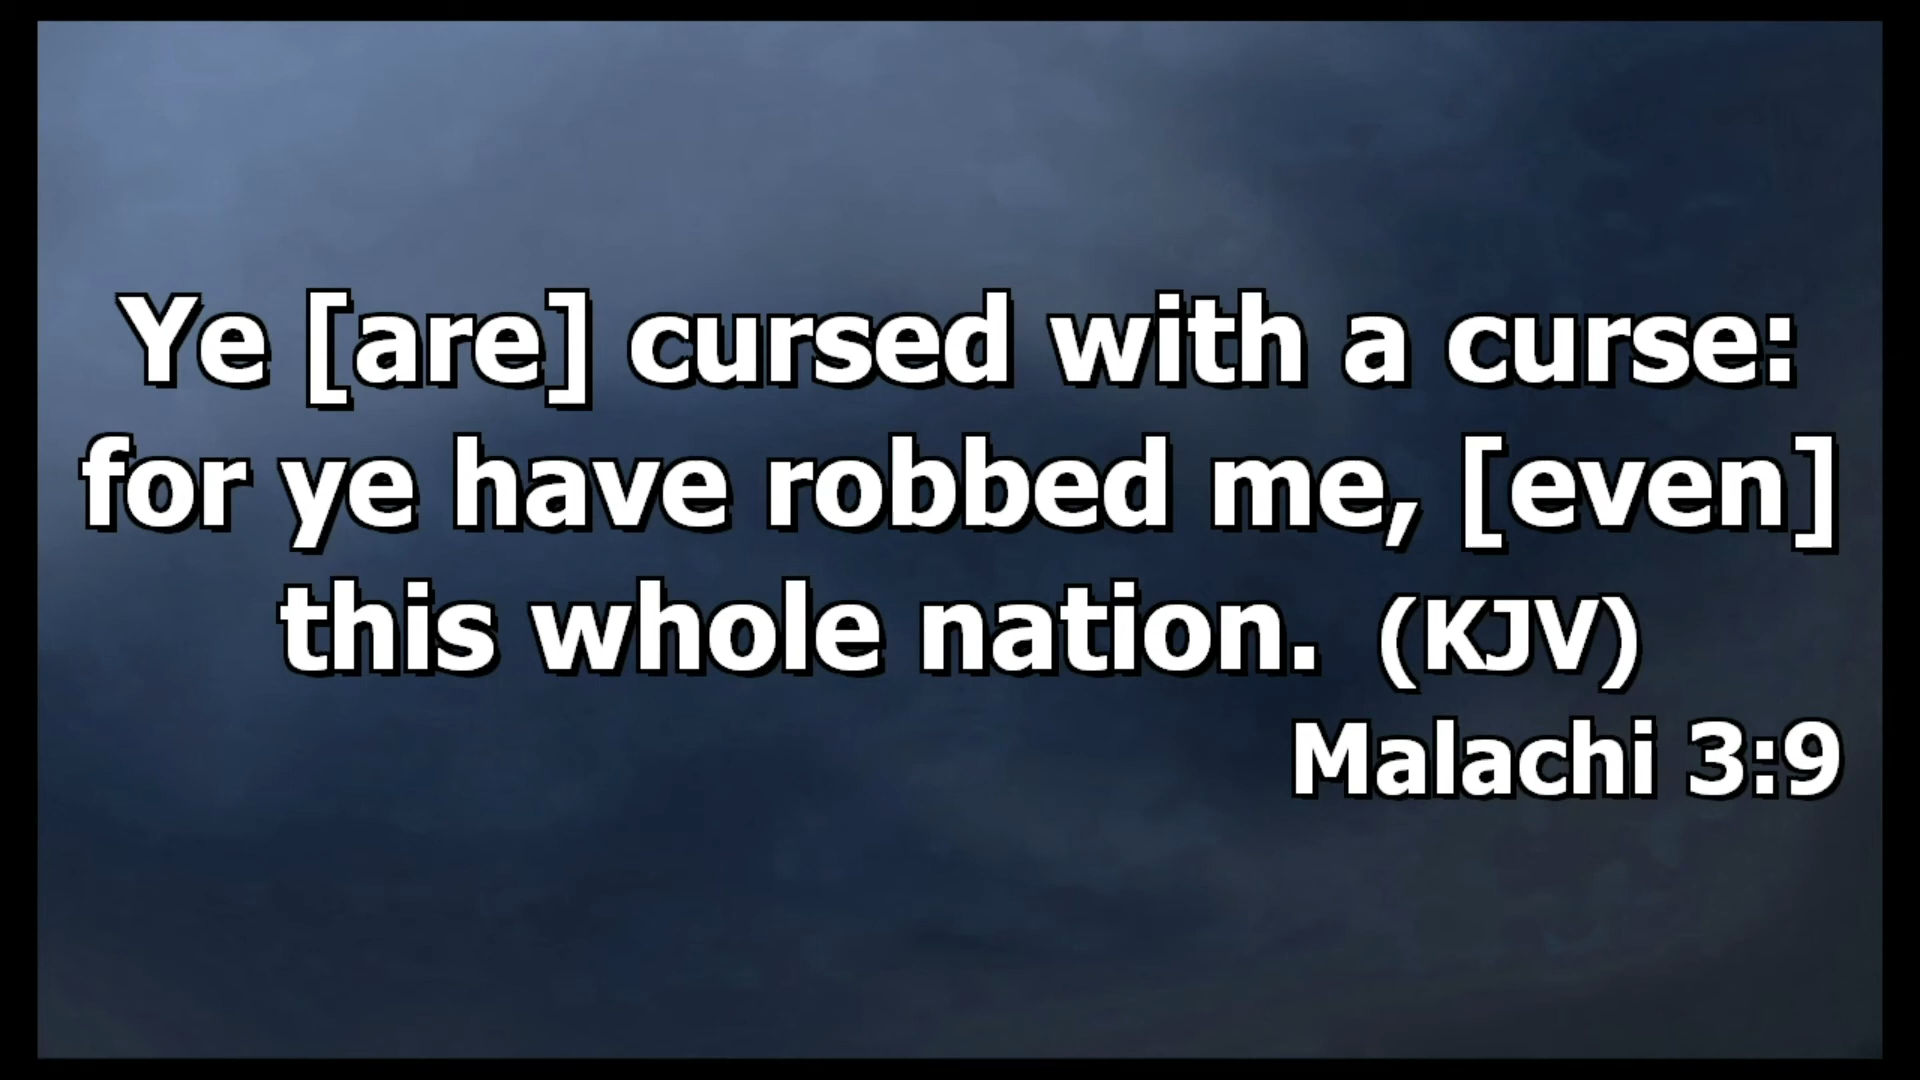 Ye [are] cursed with a curse:
for ye have robbed me, [even]
this whole nation. (KJV)
Malachi 3:9